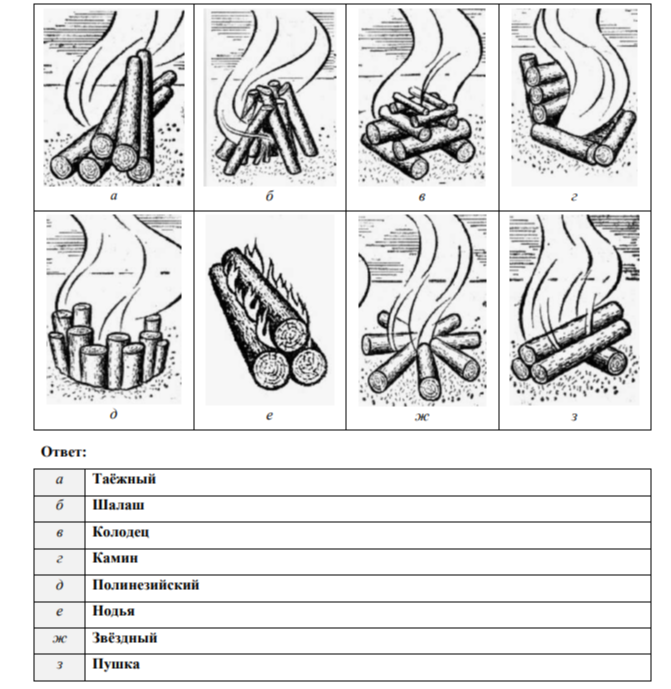 а б в г
д е ж з
Ответ:
а Таёжный
б Шалаш
в Колодец
г Камин
д Полинезийский
е Нодья
ж Звёздный
з Пушка